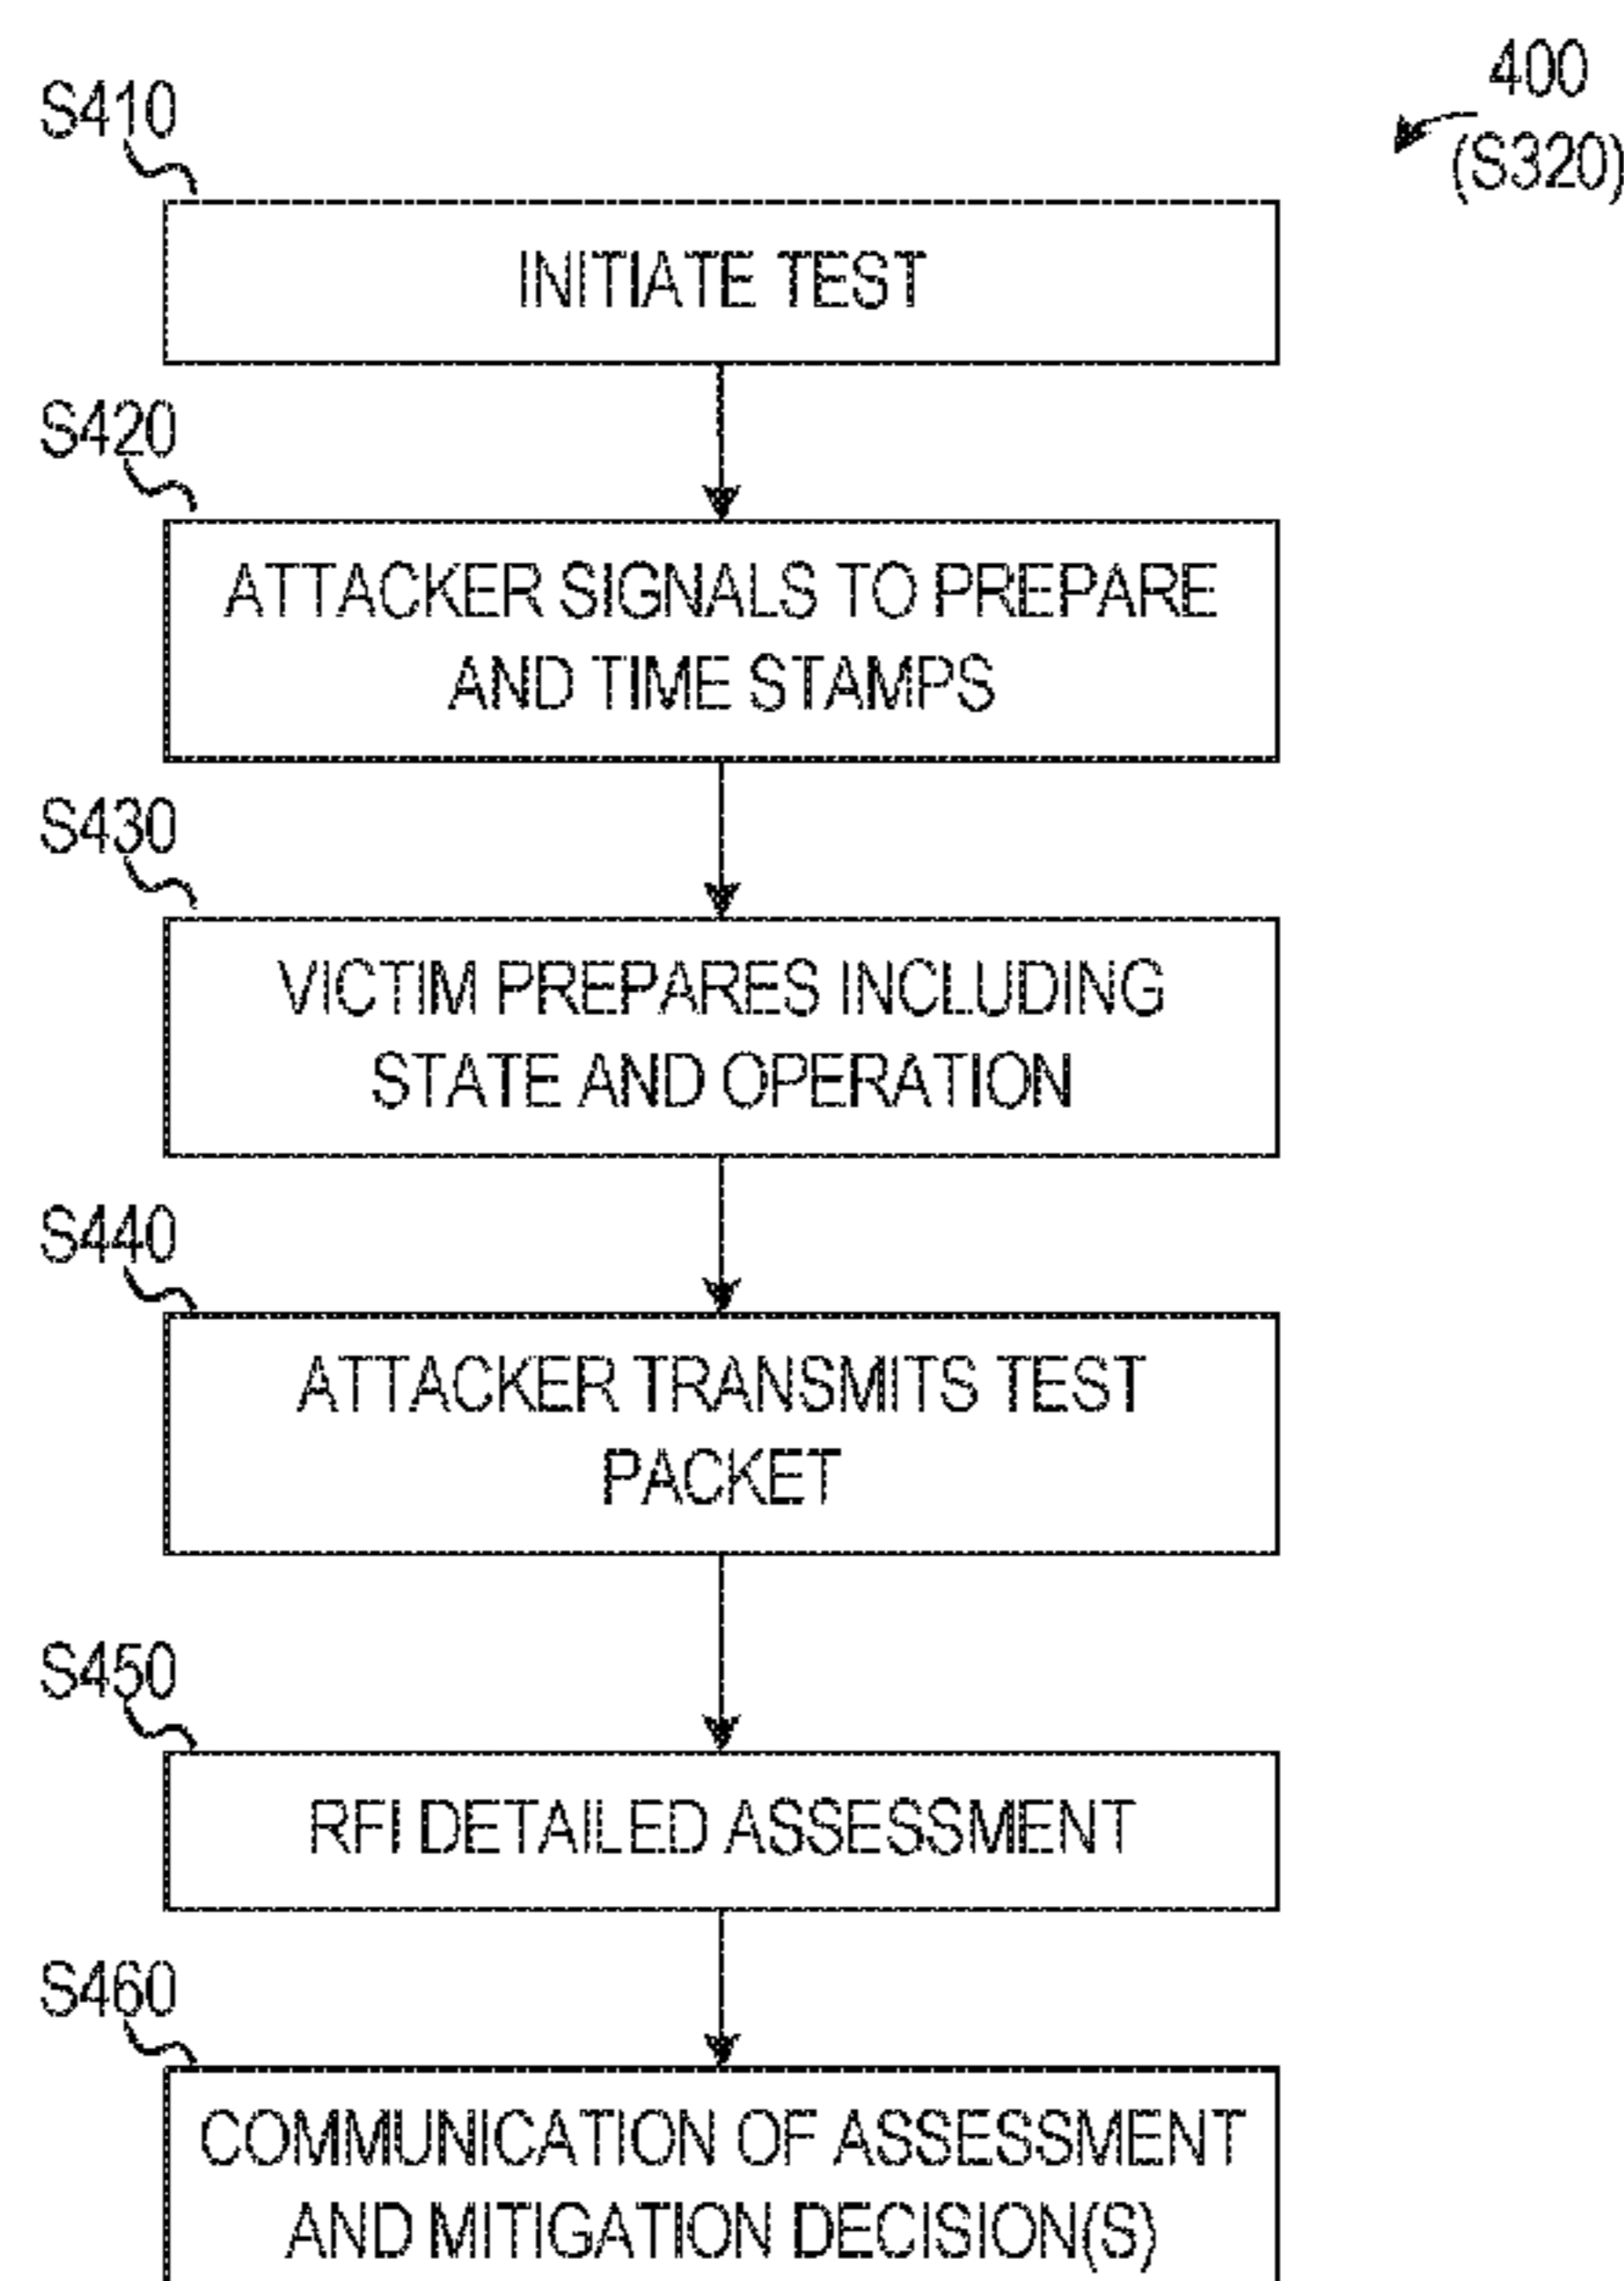 400
(S320)
S410
INITIATE TEST
S420
ATTACKER SIGNALS TO PREPARE
AND TIME STAMPS
S430
VICTIM PREPARES INCLUDING
STATE AND OPERATION
S440
ATTACKER TRANSMITS TEST
PACKET
S450
RFI DETAILED ASSESSMENT
S460
COMMUNICATION OF ASSESSMENT
AND MITIGATION DECISION(S)